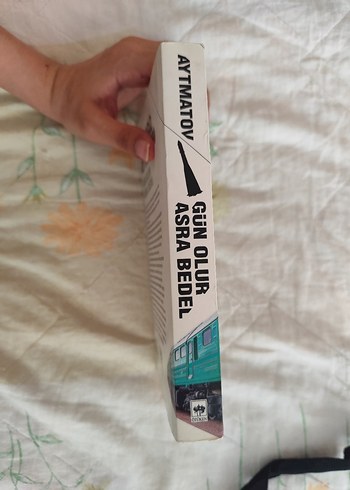 AYTMATOV
GÜN OLUR
ASRA BEDEL